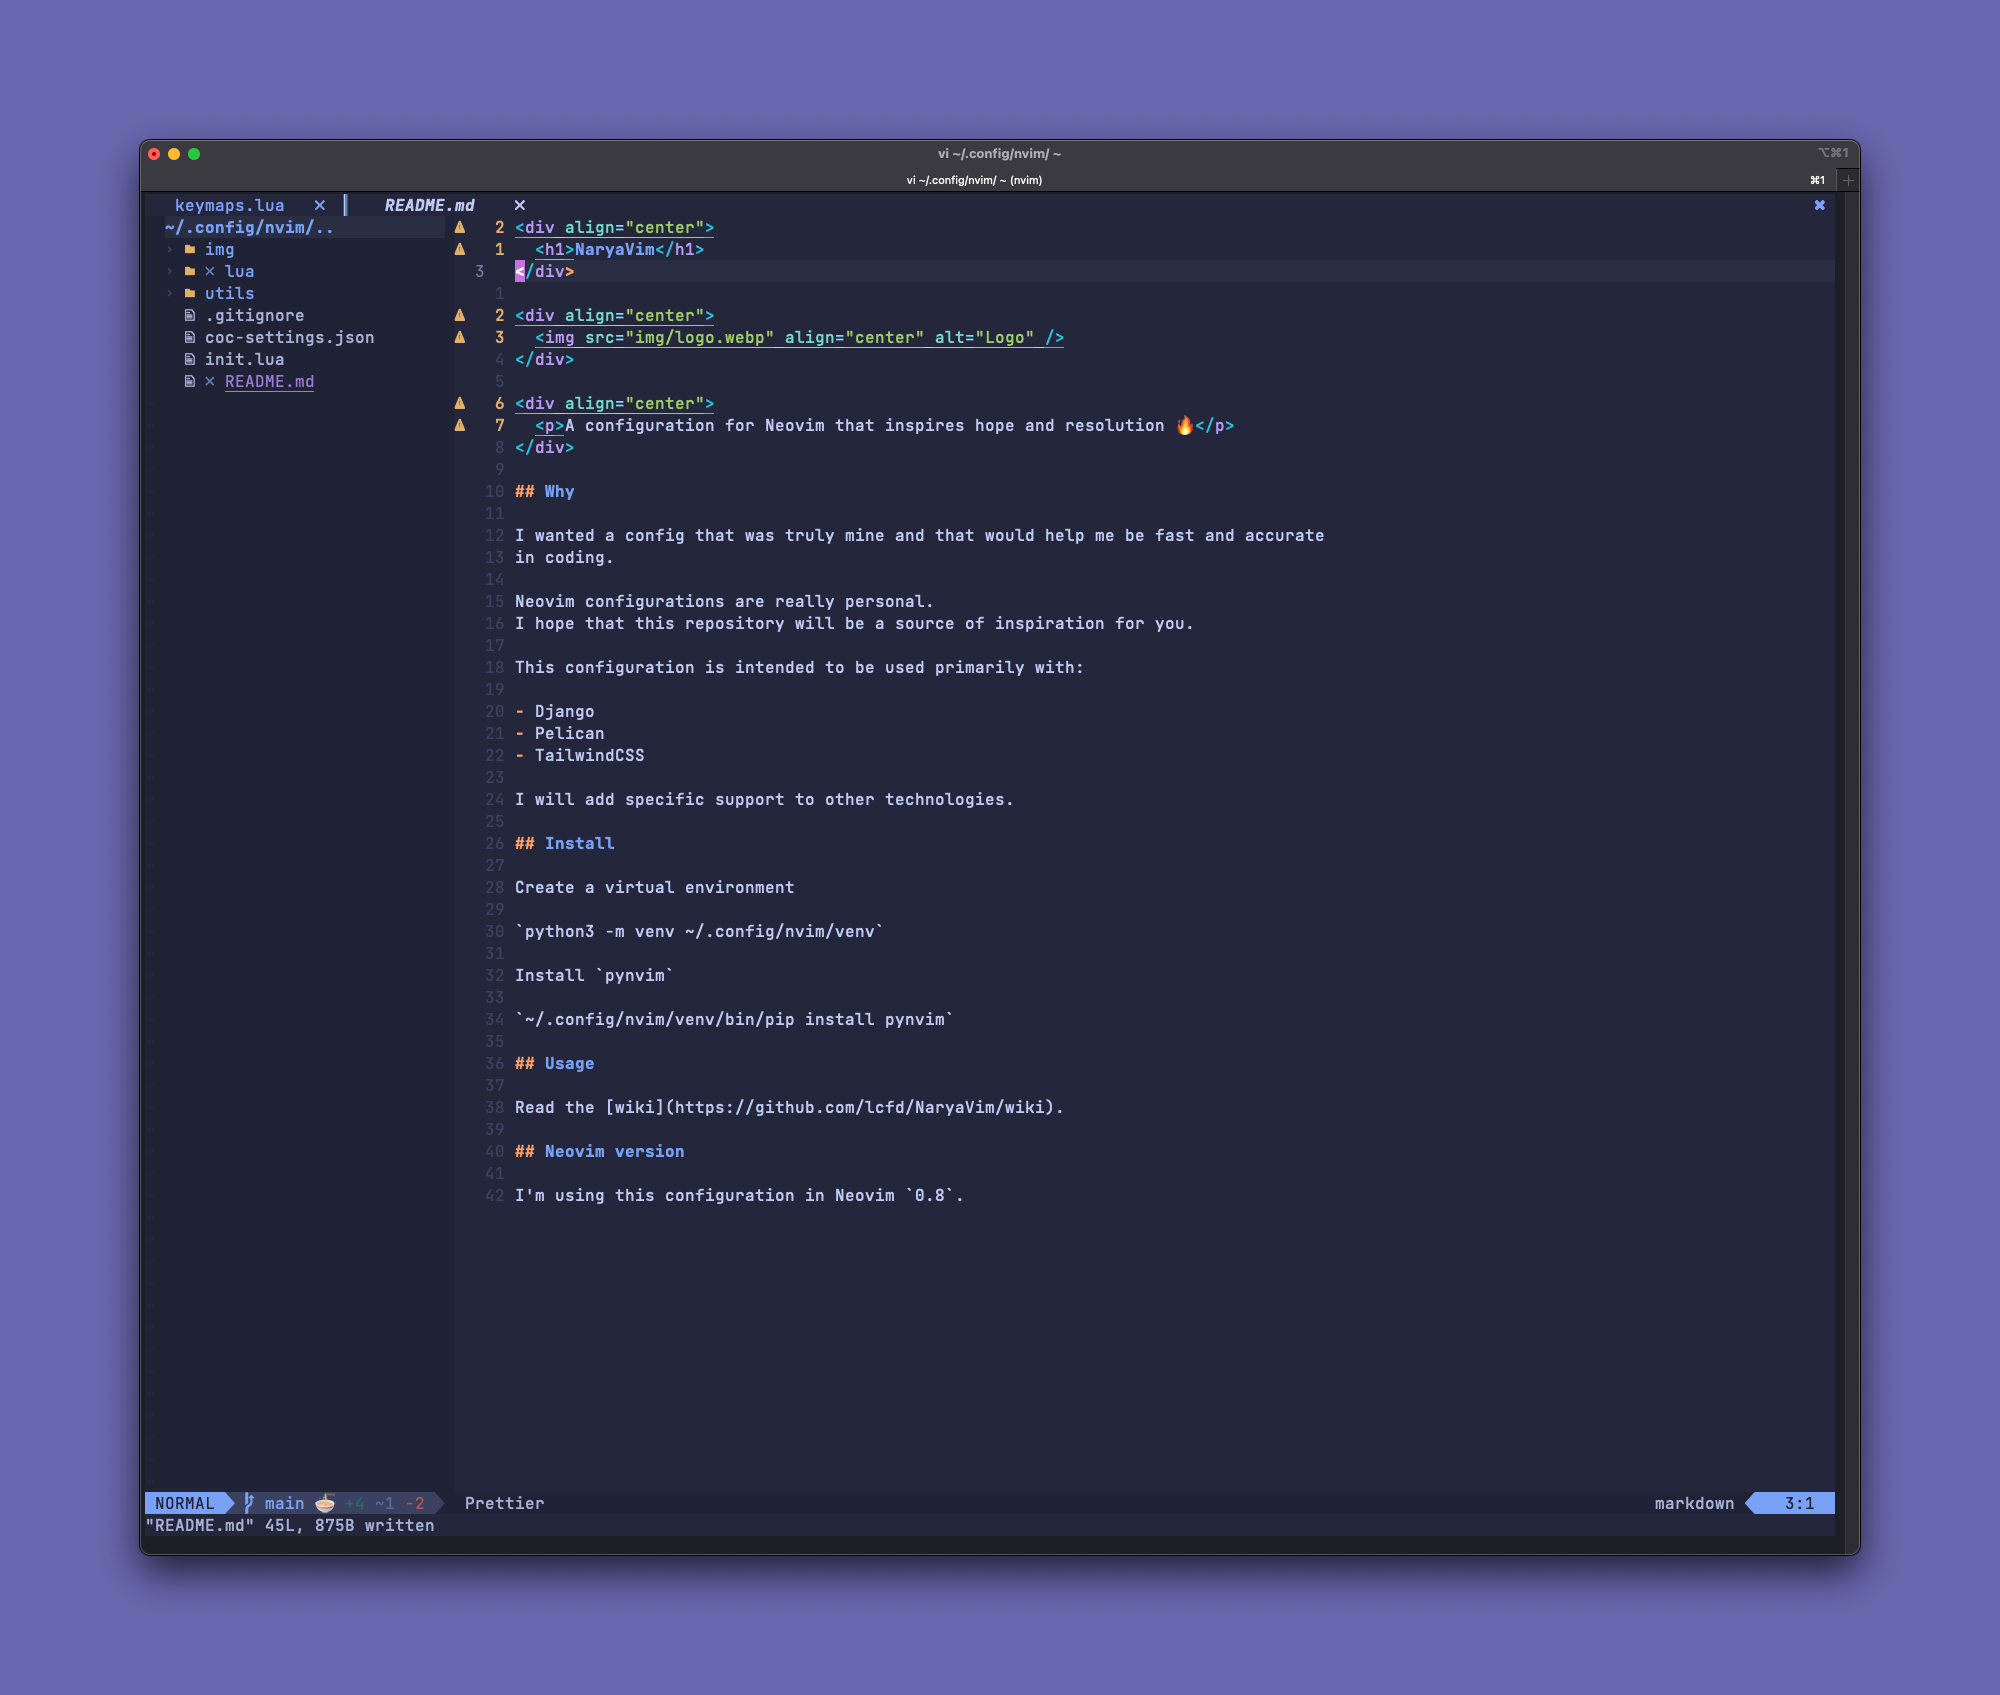 vi ~/.config/nvim/ ~
⌥⌘1
vi ~/.config/nvim/ ~ (nvim)
⌘1
keymaps.lua
README.md
~/.config/nvim/..
img
lua
utils
.gitignore
coc-settings.json
init.lua
README.md
2 <div align="center">
1   <h1>NaryaVim</h1>
3 </div>
1
2 <div align="center">
3   <img src="img/logo.webp" align="center" alt="Logo" />
4 </div>
5
6 <div align="center">
7   <p>A configuration for Neovim that inspires hope and resolution 🔥</p>
8 </div>
9
10 ## Why
11
12 I wanted a config that was truly mine and that would help me be fast and accurate
13 in coding.
14
15 Neovim configurations are really personal.
16 I hope that this repository will be a source of inspiration for you.
17
18 This configuration is intended to be used primarily with:
19
20 - Django
21 - Pelican
22 - TailwindCSS
23
24 I will add specific support to other technologies.
25
26 ## Install
27
28 Create a virtual environment
29
30 `python3 -m venv ~/.config/nvim/venv`
31
32 Install `pynvim`
33
34 `~/.config/nvim/venv/bin/pip install pynvim`
35
36 ## Usage
37
38 Read the [wiki](https://github.com/lcfd/NaryaVim/wiki).
39
40 ## Neovim version
41
42 I'm using this configuration in Neovim `0.8`.
NORMAL main 🍜 +4 ~1 -2 Prettier markdown 3:1
"README.md" 45L, 875B written